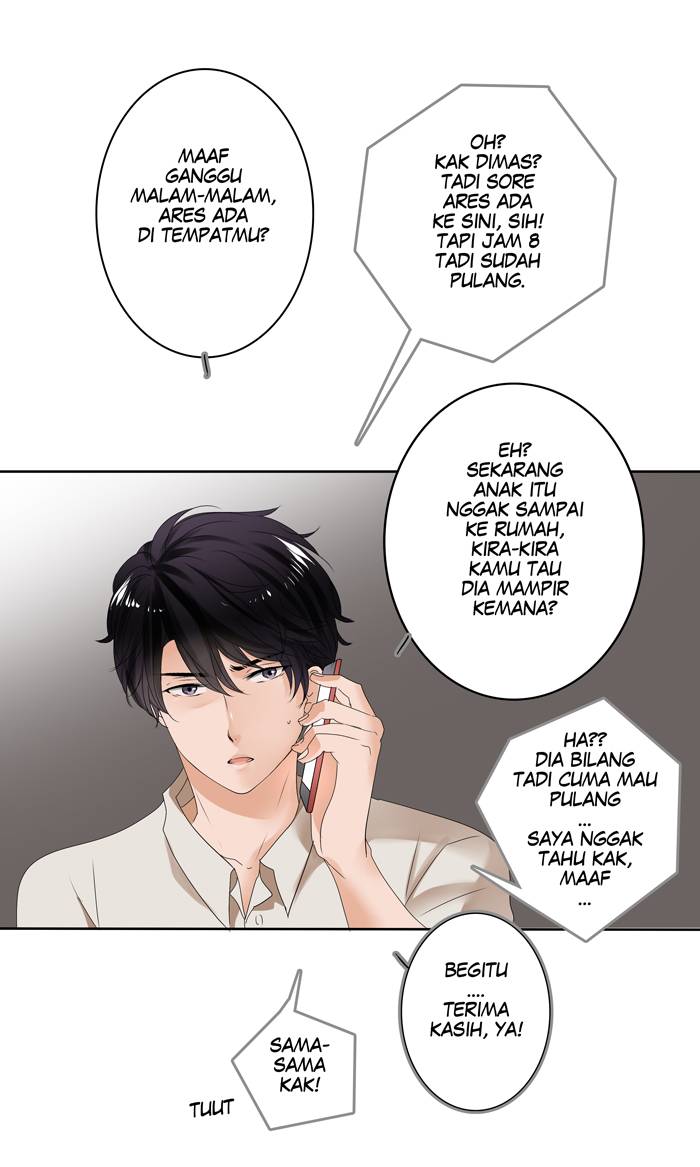 MAAF
GANGGU
MALAM-MALAM,
ARES ADA
DI TEMPATMU?
OH?
KAK DIMAS?
TADI SORE
ARES ADA
KE SINI, SIH!
TAPI JAM 8
TADI SUDAH
PULANG.
EH?
SEKARANG
ANAK ITU
NGGAK SAMPAI
KE RUMAH,
KIRA-KIRA
KAMU TAU
DIA MAMPIR
KEMANA?
HA??
DIA BILANG
TADI CUMA MAU
PULANG
...
SAYA NGGAK
TAHU KAK,
MAAF
...
BEGITU
....
TERIMA
KASIH, YA!
SAMA-
SAMA
KAK!
TUUT